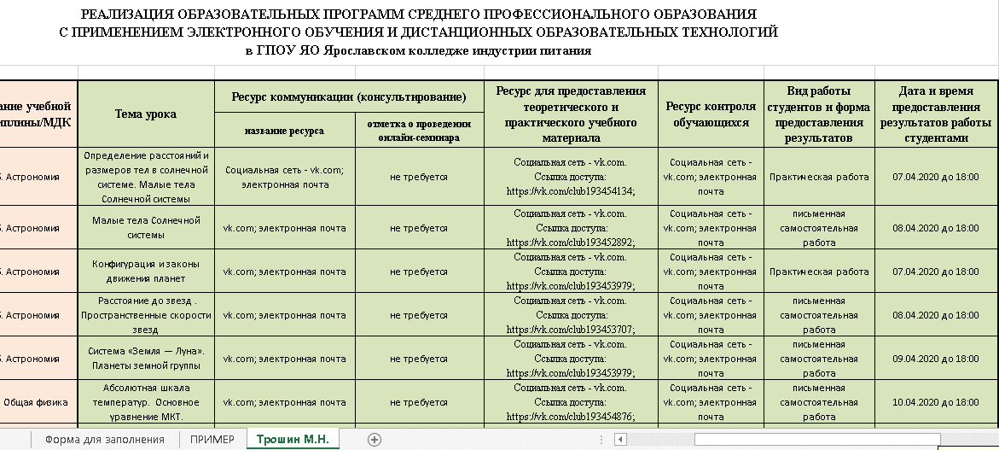 РЕАЛИЗАЦИЯ ОБРАЗОВАТЕЛЬНЫХ ПРОГРАММ СРЕДНЕГО ПРОФЕССИОНАЛЬНОГО ОБРАЗОВАНИЯ
С ПРИМЕНЕНИЕМ ЭЛЕКТРОННОГО ОБУЧЕНИЯ И ДИСТАНЦИОННЫХ ОБРАЗОВАТЕЛЬНЫХ ТЕХНОЛОГИЙ
в ГПОУ ЯО Ярославском колледже индустрии питания
ание учебной
иплины/МДК
Тема урока
Ресурс коммуникации (консультирование)
название ресурса
отметка о проведении
онлайн-семинара
Ресурс для предоставления
теоретического и
практического учебного
материала
Ресурс контроля
обучающихся
Вид работы
студентов и форма
предоставления
результатов
Дата и время
предоставления
результатов работы
студентами
. Астрономия
Определение расстояний и
размеров тел в солнечной
системе. Малые тела
Солнечной системы
Социальная сеть - vk.com;
электронная почта
не требуется
Социальная сеть - vk.com.
Ссылка доступа:
https://vk.com/club193454134;
Социальная сеть -
vk.com; электронная
почта
Практическая работа
07.04.2020 до 18:00
. Астрономия
Малые тела Солнечной
системы
vk.com; электронная почта
не требуется
Социальная сеть - vk.com.
Ссылка доступа:
https://vk.com/club193452892;
Социальная сеть -
vk.com; электронная
почта
письменная
самостоятельная
работа
08.04.2020 до 18:00
. Астрономия
Конфигурация и законы
движения планет
vk.com; электронная почта
не требуется
Социальная сеть - vk.com.
Ссылка доступа:
https://vk.com/club193453979;
Социальная сеть -
vk.com; электронная
почта
Практическая работа
07.04.2020 до 18:00
. Астрономия
Расстояние до звезд .
Пространственные скорости
звезд
vk.com; электронная почта
не требуется
Социальная сеть - vk.com.
Ссылка доступа:
https://vk.com/club193453707;
Социальная сеть -
vk.com; электронная
почта
письменная
самостоятельная
работа
08.04.2020 до 18:00
. Астрономия
Система «Земля — Луна».
Планеты земной группы
vk.com; электронная почта
не требуется
Социальная сеть - vk.com.
Ссылка доступа:
https://vk.com/club193453979;
Социальная сеть -
vk.com; электронная
почта
письменная
самостоятельная
работа
09.04.2020 до 18:00
Общая физика
Абсолютная шкала
температур. Основное
уравнение МКТ.
vk.com; электронная почта
не требуется
Социальная сеть - vk.com.
Ссылка доступа:
https://vk.com/club193454876;
Социальная сеть -
vk.com; электронная
почта
письменная
самостоятельная
работа
10.04.2020 до 18:00
Форма для заполнения
ПРИМЕР
Трошин М.Н.